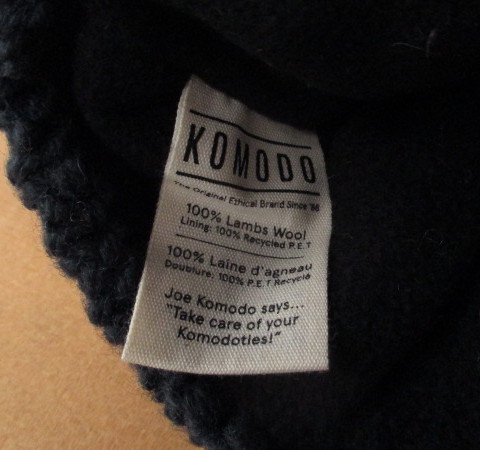 KOMODO
The Original Ethical Brand Since '88
100% Lambs Wool
Lining: 100% Recycled P.E.T
100% Laine d'agneau
Doublure: 100% P.E.T Recyclé
Joe Komodo says...
"Take care of your
Komodoties!"